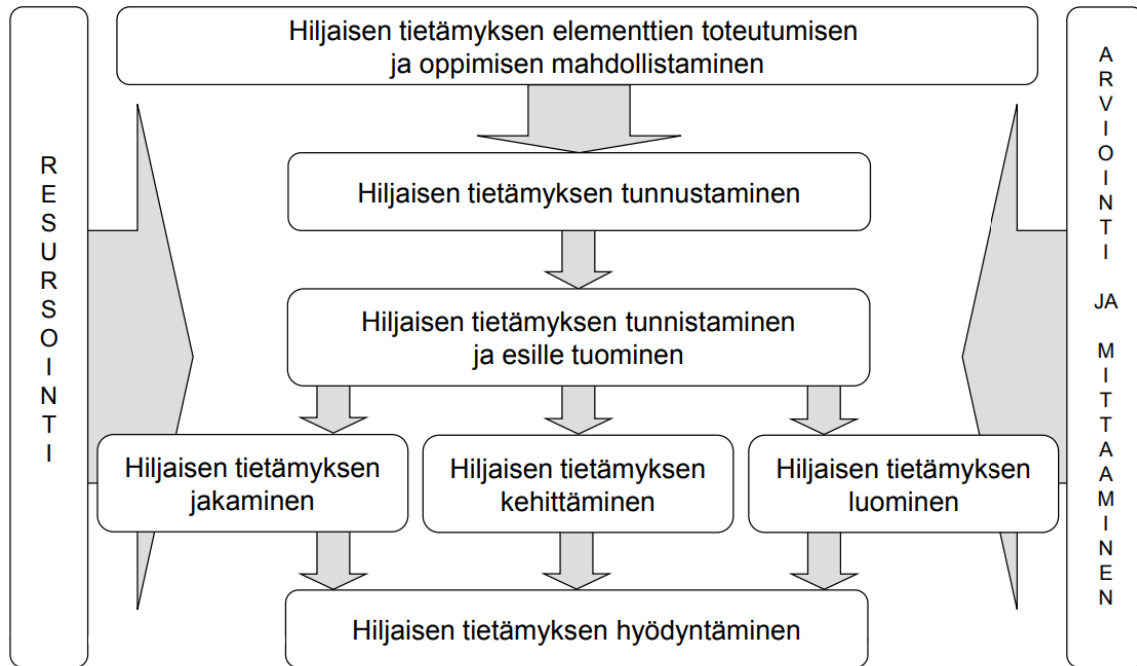 Hiljaisen tietämyksen elementtien toteutumisen
ja oppimisen mahdollistaminen
RESURSOINTI
ARVIOINTI JA MITTAAMINEN
Hiljaisen tietämyksen tunnustaminen
Hiljaisen tietämyksen tunnistaminen
ja esille tuominen
Hiljaisen tietämyksen
jakaminen
Hiljaisen tietämyksen
kehittäminen
Hiljaisen tietämyksen
luominen
Hiljaisen tietämyksen hyödyntäminen